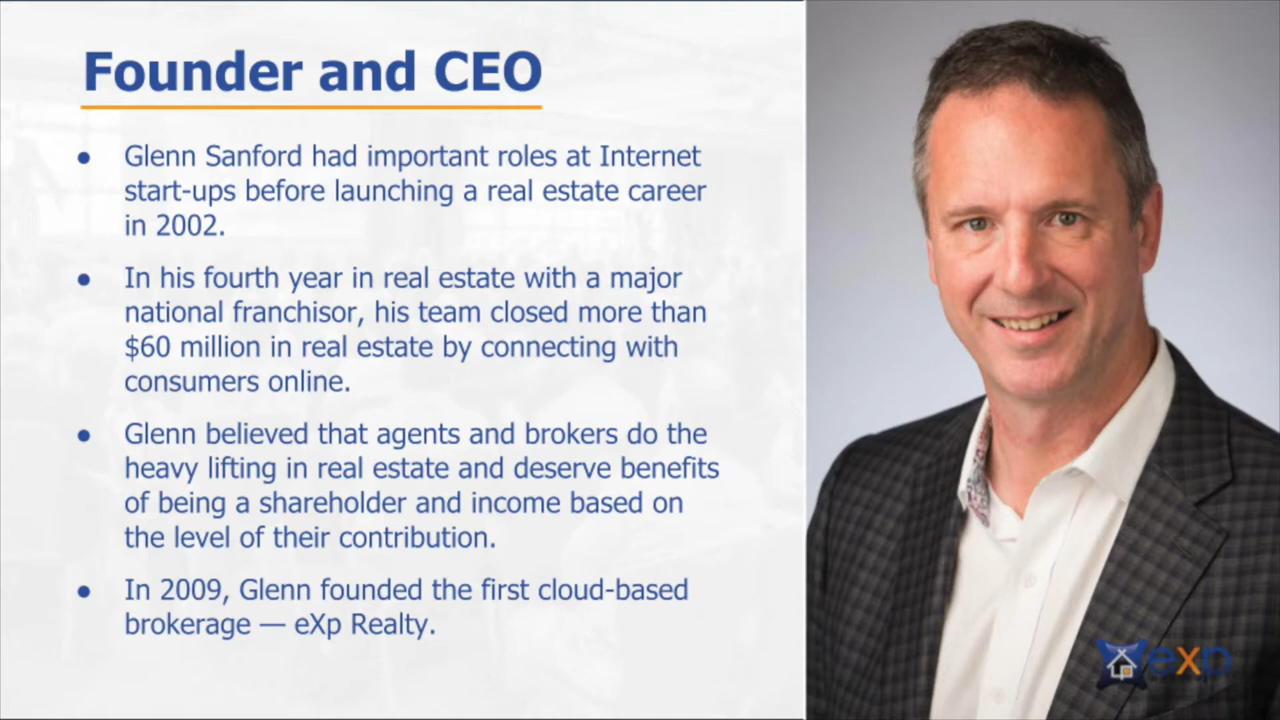 Founder and CEO
● Glenn Sanford had important roles at Internet
start-ups before launching a real estate career
in 2002.
● In his fourth year in real estate with a major
national franchisor, his team closed more than
$60 million in real estate by connecting with
consumers online.
● Glenn believed that agents and brokers do the
heavy lifting in real estate and deserve benefits
of being a shareholder and income based on
the level of their contribution.
● In 2009, Glenn founded the first cloud-based
brokerage — eXp Realty.
exp